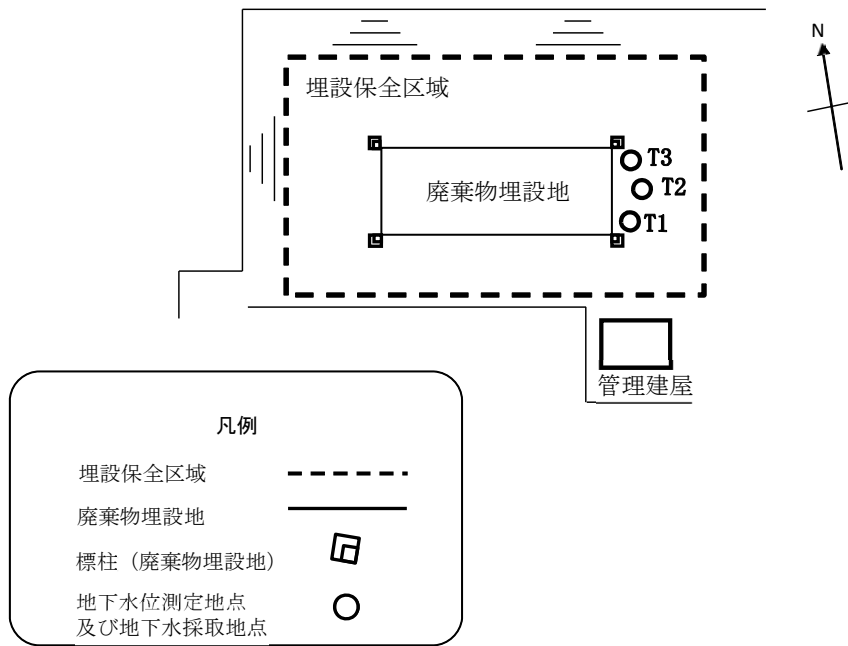 N
埋設保全区域
T3
廃棄物埋設地
T2
T1
管理建屋
凡例
埋設保全区域
廃棄物埋設地
標柱（廃棄物埋設地）
地下水位測定地点
及び地下水採取地点